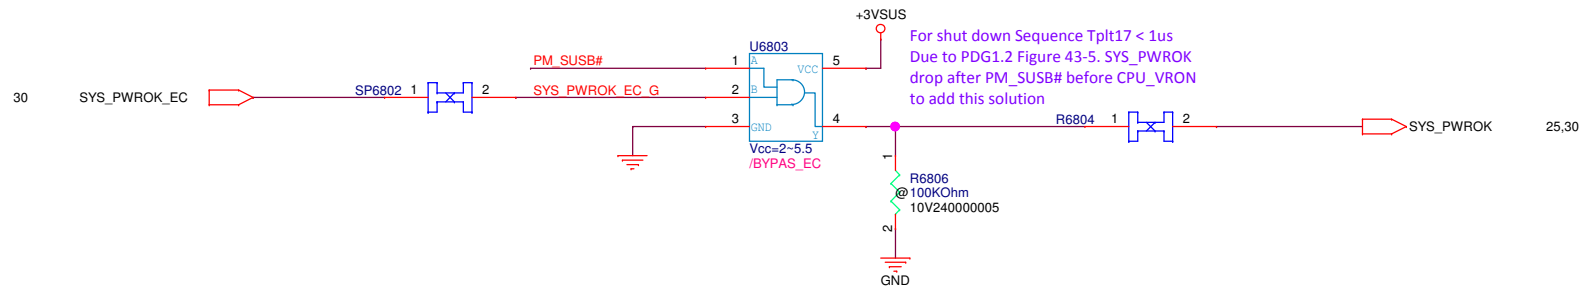 +3VSUS
For shut down Sequence Tplt17 < 1us
Due to PDG1.2 Figure 43-5. SYS_PWROK
drop after PM_SUSB# before CPU_VRON
to add this solution
U6803
PM_SUSB# 1 A VCC 5
30 SYS_PWROK_EC SP6802 1 2 SYS_PWROK_EC_G 2 B
3 GND Y 4
Vcc=2~5.5
/BYPAS_EC
R6804 1 2 SYS_PWROK 25,30
1
R6806
@100KOhm
10V240000005
2
GND